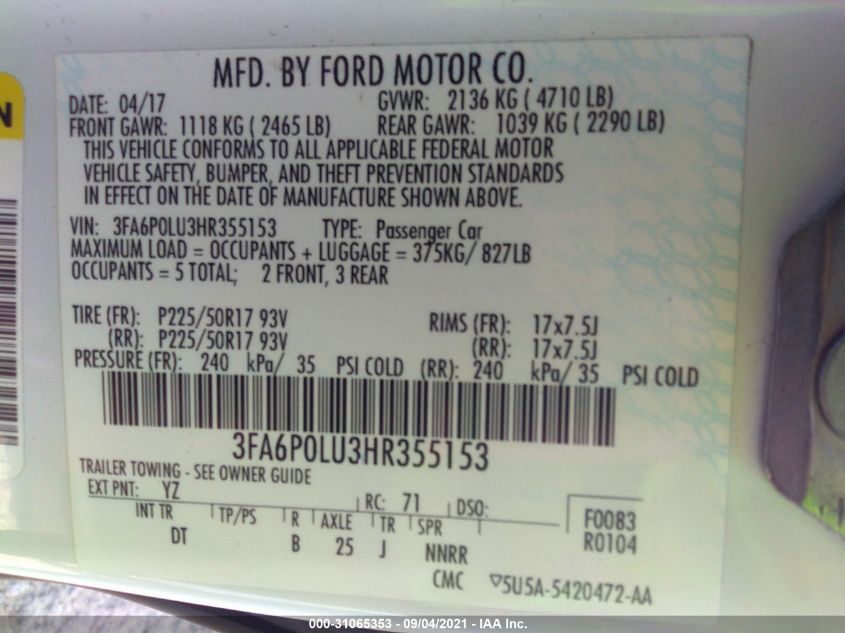 MFD. BY FORD MOTOR CO.
DATE: 04/17 GVWR: 2136 KG ( 4710 LB)
FRONT GAWR: 1118 KG ( 2465 LB) REAR GAWR: 1039 KG ( 2290 LB)
THIS VEHICLE CONFORMS TO ALL APPLICABLE FEDERAL MOTOR
VEHICLE SAFETY, BUMPER, AND THEFT PREVENTION STANDARDS
IN EFFECT ON THE DATE OF MANUFACTURE SHOWN ABOVE.
VIN: 3FA6P0LU3HR355153 TYPE: Passenger Car
MAXIMUM LOAD = OCCUPANTS + LUGGAGE = 375KG/ 827LB
OCCUPANTS = 5 TOTAL; 2 FRONT, 3 REAR
TIRE (FR): P225/50R17 93V RIMS (FR): 17x7.5J
(RR): P225/50R17 93V (RR): 17x7.5J
PRESSURE (FR): 240 kPa/ 35 PSI COLD (RR): 240 kPa/ 35 PSI COLD
3FA6P0LU3HR355153
TRAILER TOWING - SEE OWNER GUIDE
EXT PNT: YZ RC: 71 DSO:
INT TR TP/PS R AXLE TR SPR F0083
DT B 25 J NNRR R0104
CMC ▽5U5A-5420472-AA
N
000-31065353 - 09/04/2021 - IAA Inc.